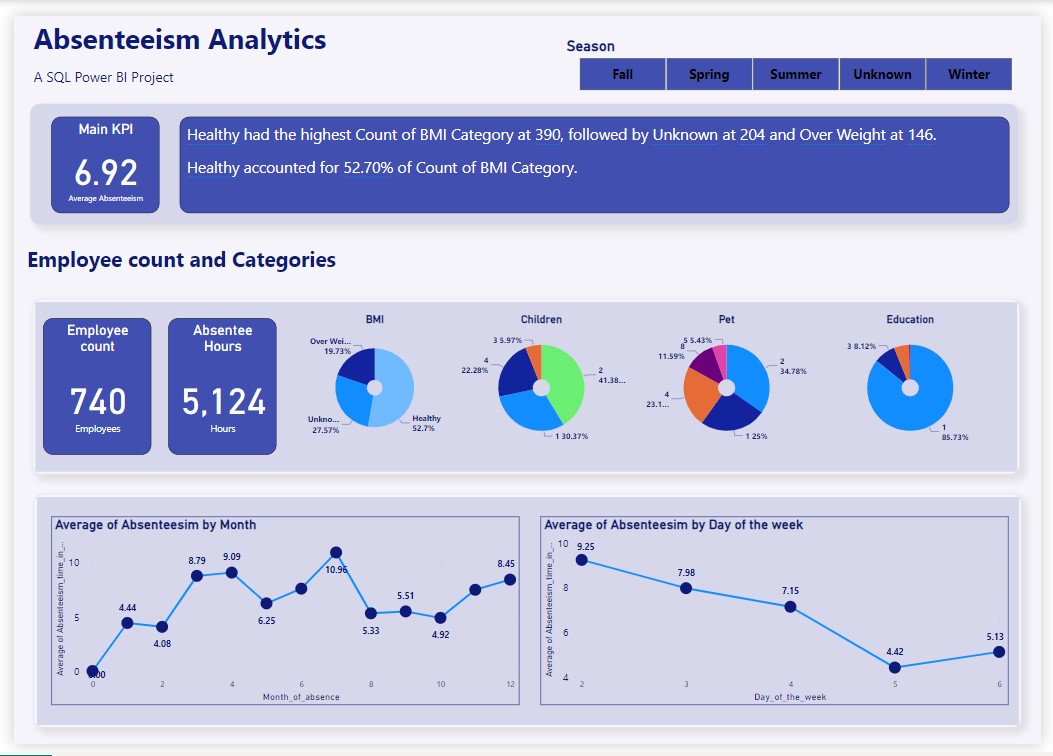 Absenteeism Analytics
A SQL Power BI Project
Season
Fall
Spring
Summer
Unknown
Winter
Main KPI
6.92
Average Absenteeism
Healthy had the highest Count of BMI Category at 390, followed by Unknown at 204 and Over Weight at 146.
Healthy accounted for 52.70% of Count of BMI Category.
Employee count and Categories
Employee
count
740
Employees
Absentee
Hours
5,124
Hours
BMI
Over Wei...
19.73%
Unkno...
27.57%
Healthy
52.7%
Children
3 5.97%
4
22.28%
2
41.38...
1 30.37%
Pet
5 5.43%
8
11.59%
4
23.1...
2
34.78%
1 25%
Education
3 8.12%
1
85.73%
Average of Absenteesim by Month
Average of Absenteeism_time_in_...
10
5
0
0.00
4.44
4.08
8.79
9.09
6.25
10.96
5.33
5.51
4.92
8.45
0
2
4
6
8
10
12
Month_of_absence
Average of Absenteesim by Day of the week
Average of Absenteeism_time_in_...
10
8
6
4
9.25
7.98
7.15
4.42
5.13
2
3
4
5
6
Day_of_the_week